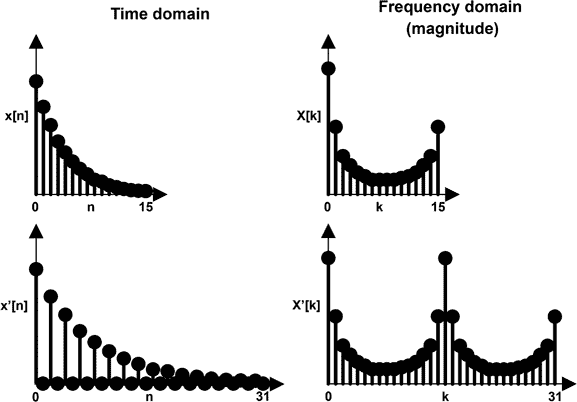 Time domain
Frequency domain
(magnitude)
x[n]
0 n 15
X[k]
0 k 15
x'[n]
0 n 31
X'[k]
0 k 31